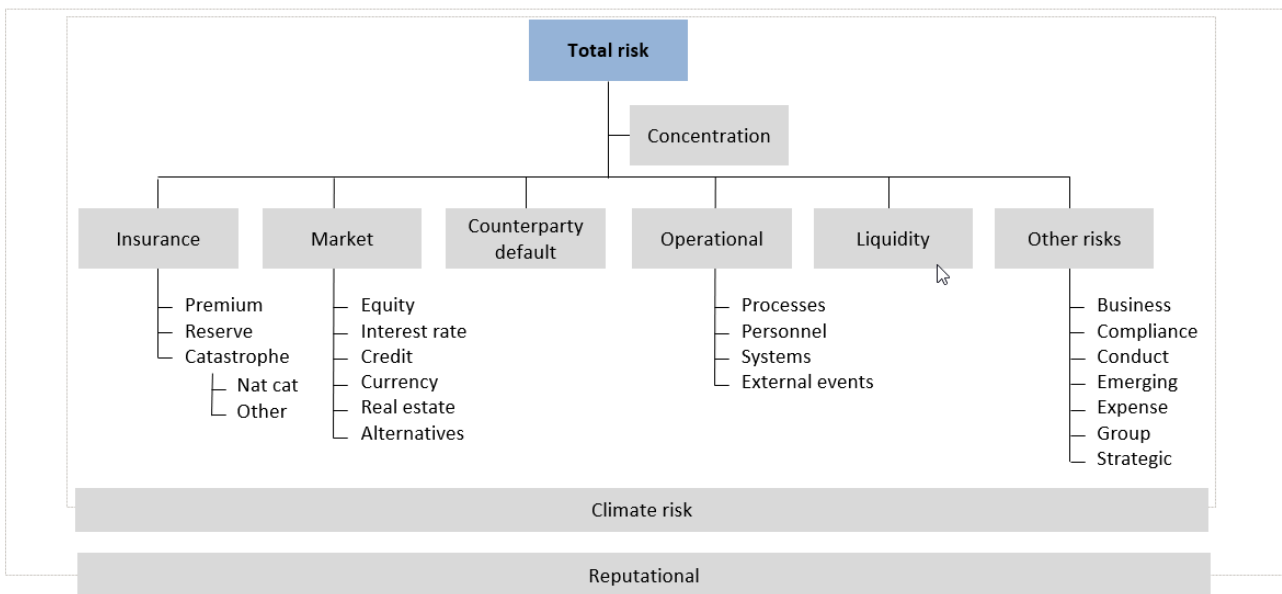 Total risk
Concentration
Insurance
Market
Counterparty
default
Operational
Liquidity
Other risks
Premium
Reserve
Catastrophe
Nat cat
Other
Equity
Interest rate
Credit
Currency
Real estate
Alternatives
Processes
Personnel
Systems
External events
Business
Compliance
Conduct
Emerging
Expense
Group
Strategic
Climate risk
Reputational